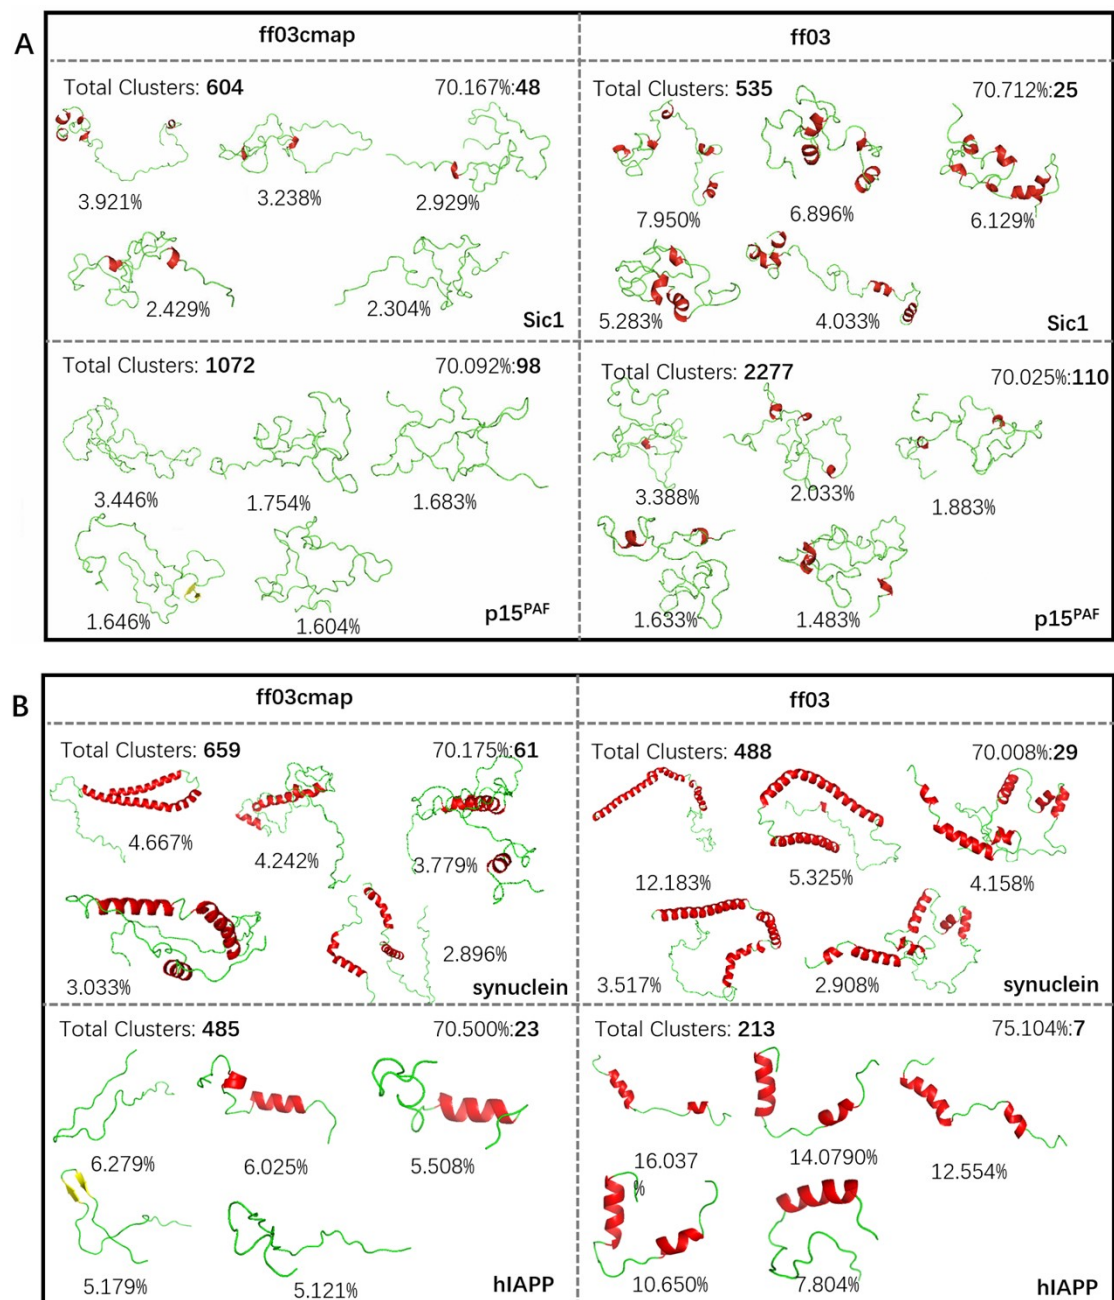 A
ff03cmap
ff03
Total Clusters: 604
70.167%:48
3.921%
3.238%
2.929%
2.429%
2.304%
Sic1
Total Clusters: 535
70.712%:25
7.950%
6.896%
6.129%
5.283%
4.033%
Sic1
Total Clusters: 1072
70.092%:98
3.446%
1.754%
1.683%
1.646%
1.604%
p15PAF
Total Clusters: 2277
70.025%:110
3.388%
2.033%
1.883%
1.633%
1.483%
p15PAF
B
ff03cmap
ff03
Total Clusters: 659
70.175%:61
4.667%
4.242%
3.779%
3.033%
2.896%
synuclein
Total Clusters: 488
70.008%:29
12.183%
5.325%
4.158%
3.517%
2.908%
synuclein
Total Clusters: 485
70.500%:23
6.279%
6.025%
5.508%
5.179%
5.121%
hIAPP
Total Clusters: 213
75.104%:7
16.037
%
14.0790%
12.554%
10.650%
7.804%
hIAPP